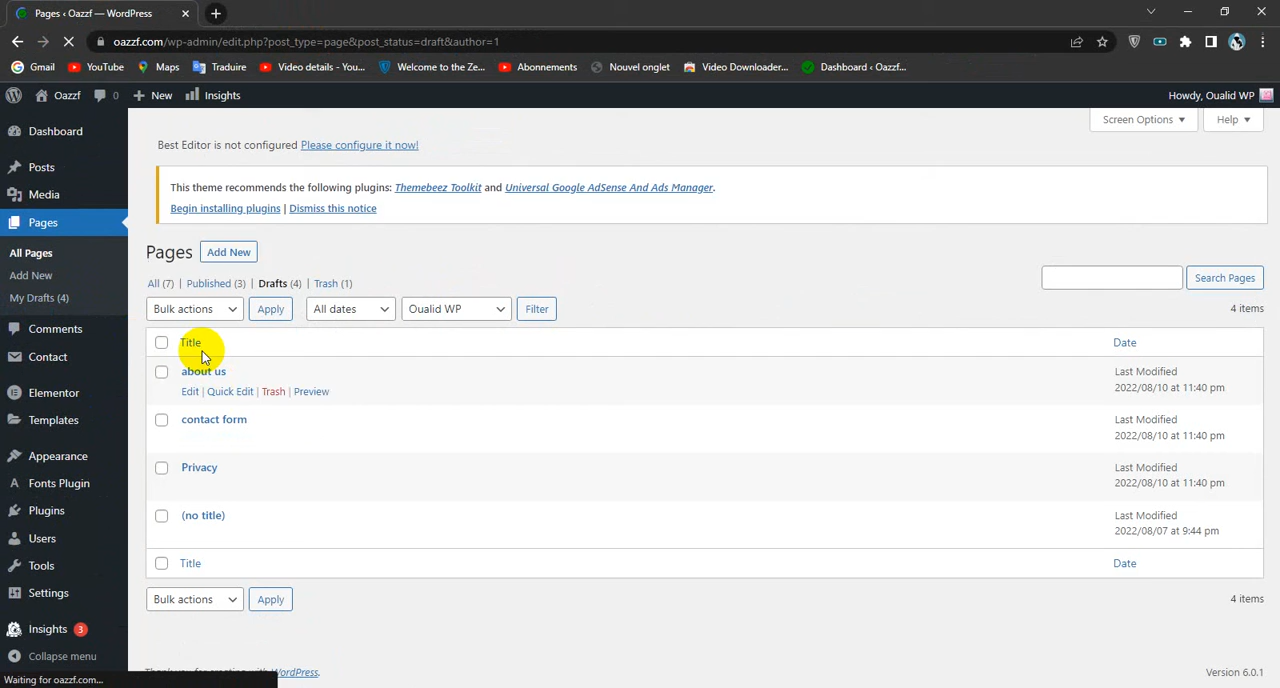 Pages ‹ Oazzf — WordPress
oazzf.com/wp-admin/edit.php?post_type=page&post_status=draft&author=1
Gmail YouTube Maps Traduire Video details - You... Welcome to the Ze... Abonnements Nouvel onglet Video Downloader... Dashboard ‹ Oazzf...
Oazzf 0 New Insights Howdy, Oualid WP
Screen Options Help
Dashboard
Posts
Media
Pages
All Pages
Add New
My Drafts (4)
Comments
Contact
Elementor
Templates
Appearance
Fonts Plugin
Plugins
Users
Tools
Settings
Insights 3
Collapse menu
Waiting for oazzf.com...
Best Editor is not configured Please configure it now!
This theme recommends the following plugins: Themebeez Toolkit and Universal Google AdSense And Ads Manager.
Begin installing plugins | Dismiss this notice
Pages Add New
All (7) | Published (3) | Drafts (4) | Trash (1)
Search Pages
Bulk actions Apply All dates Oualid WP Filter 4 items
Title Date
about us Last Modified
2022/08/10 at 11:40 pm
Edit | Quick Edit | Trash | Preview
contact form Last Modified
2022/08/10 at 11:40 pm
Privacy Last Modified
2022/08/10 at 11:40 pm
(no title) Last Modified
2022/08/07 at 9:44 pm
Title Date
Bulk actions Apply 4 items
Thank you for creating with WordPress. Version 6.0.1